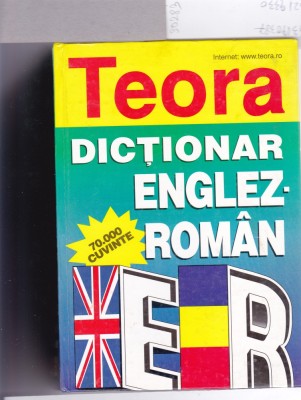 Internet: www.teora.ro
Teora
DICȚIONAR
ENGLEZ-
ROMÂN
70.000
CUVINTE
E R